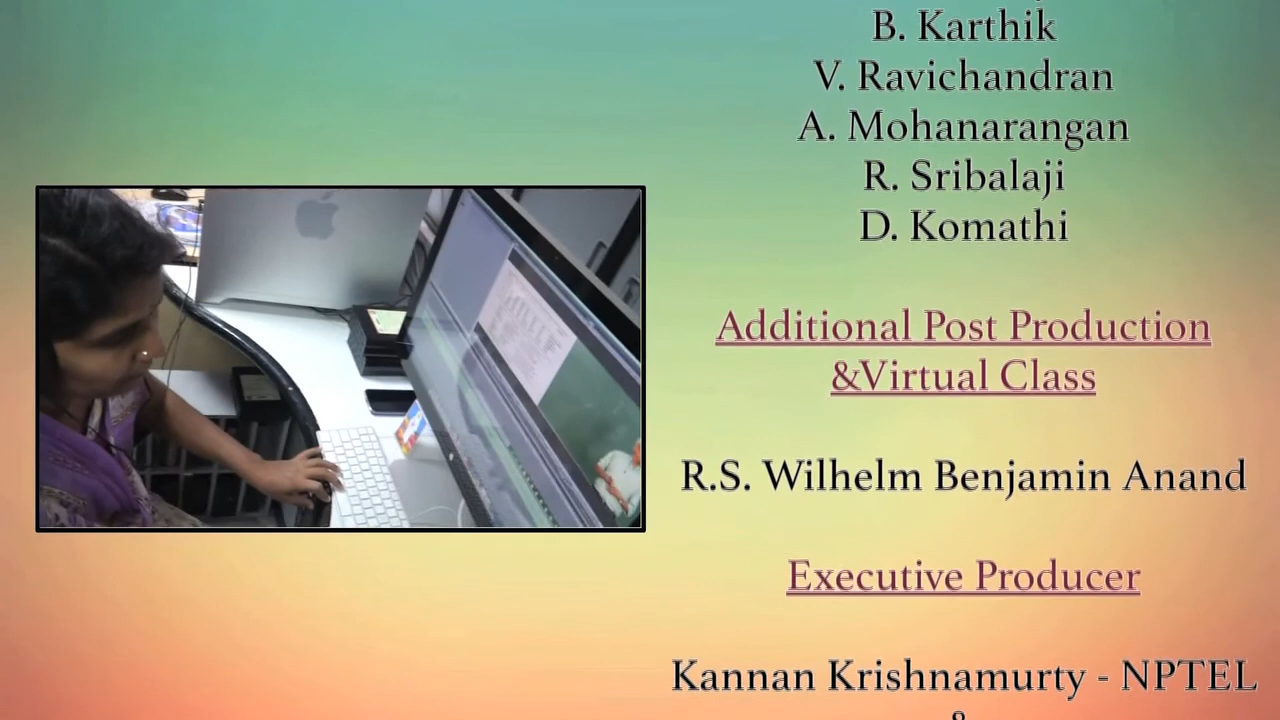 B. Karthik
V. Ravichandran
A. Mohanarangan
R. Sribalaji
D. Komathi
Additional Post Production
&Virtual Class
R.S. Wilhelm Benjamin Anand
Executive Producer
Kannan Krishnamurty - NPTEL